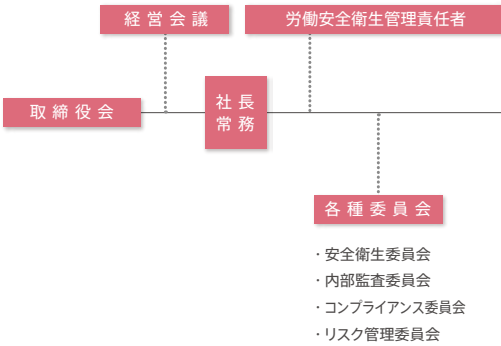 経営会議
労働安全衛生管理責任者
取締役会
社長
常務
各種委員会
・安全衛生委員会
・内部監査委員会
・コンプライアンス委員会
・リスク管理委員会